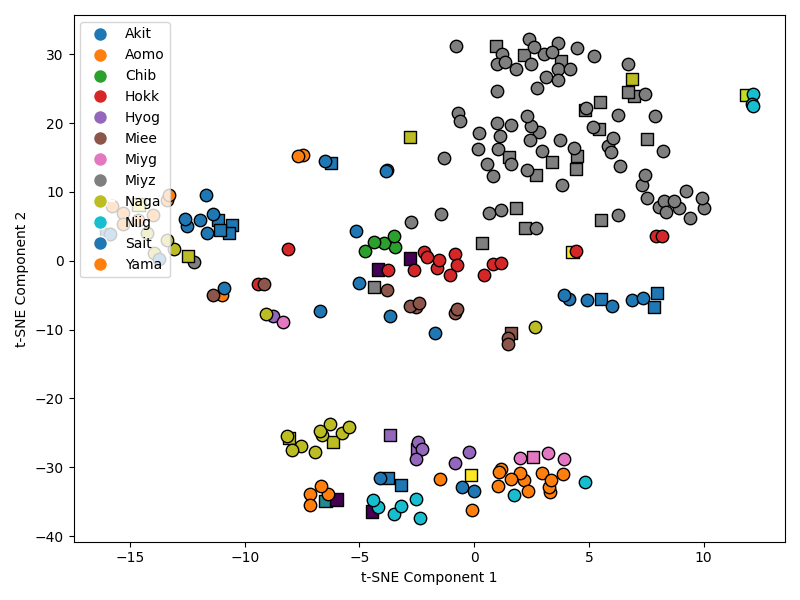 Akit
Aomo
Chib
Hokk
Hyog
Miee
Miyg
Miyz
Naga
Niig
Sait
Yama
30
20
10
0
−10
−20
−30
−40
−15
−10
−5
0
5
10
t-SNE Component 1
t-SNE Component 2